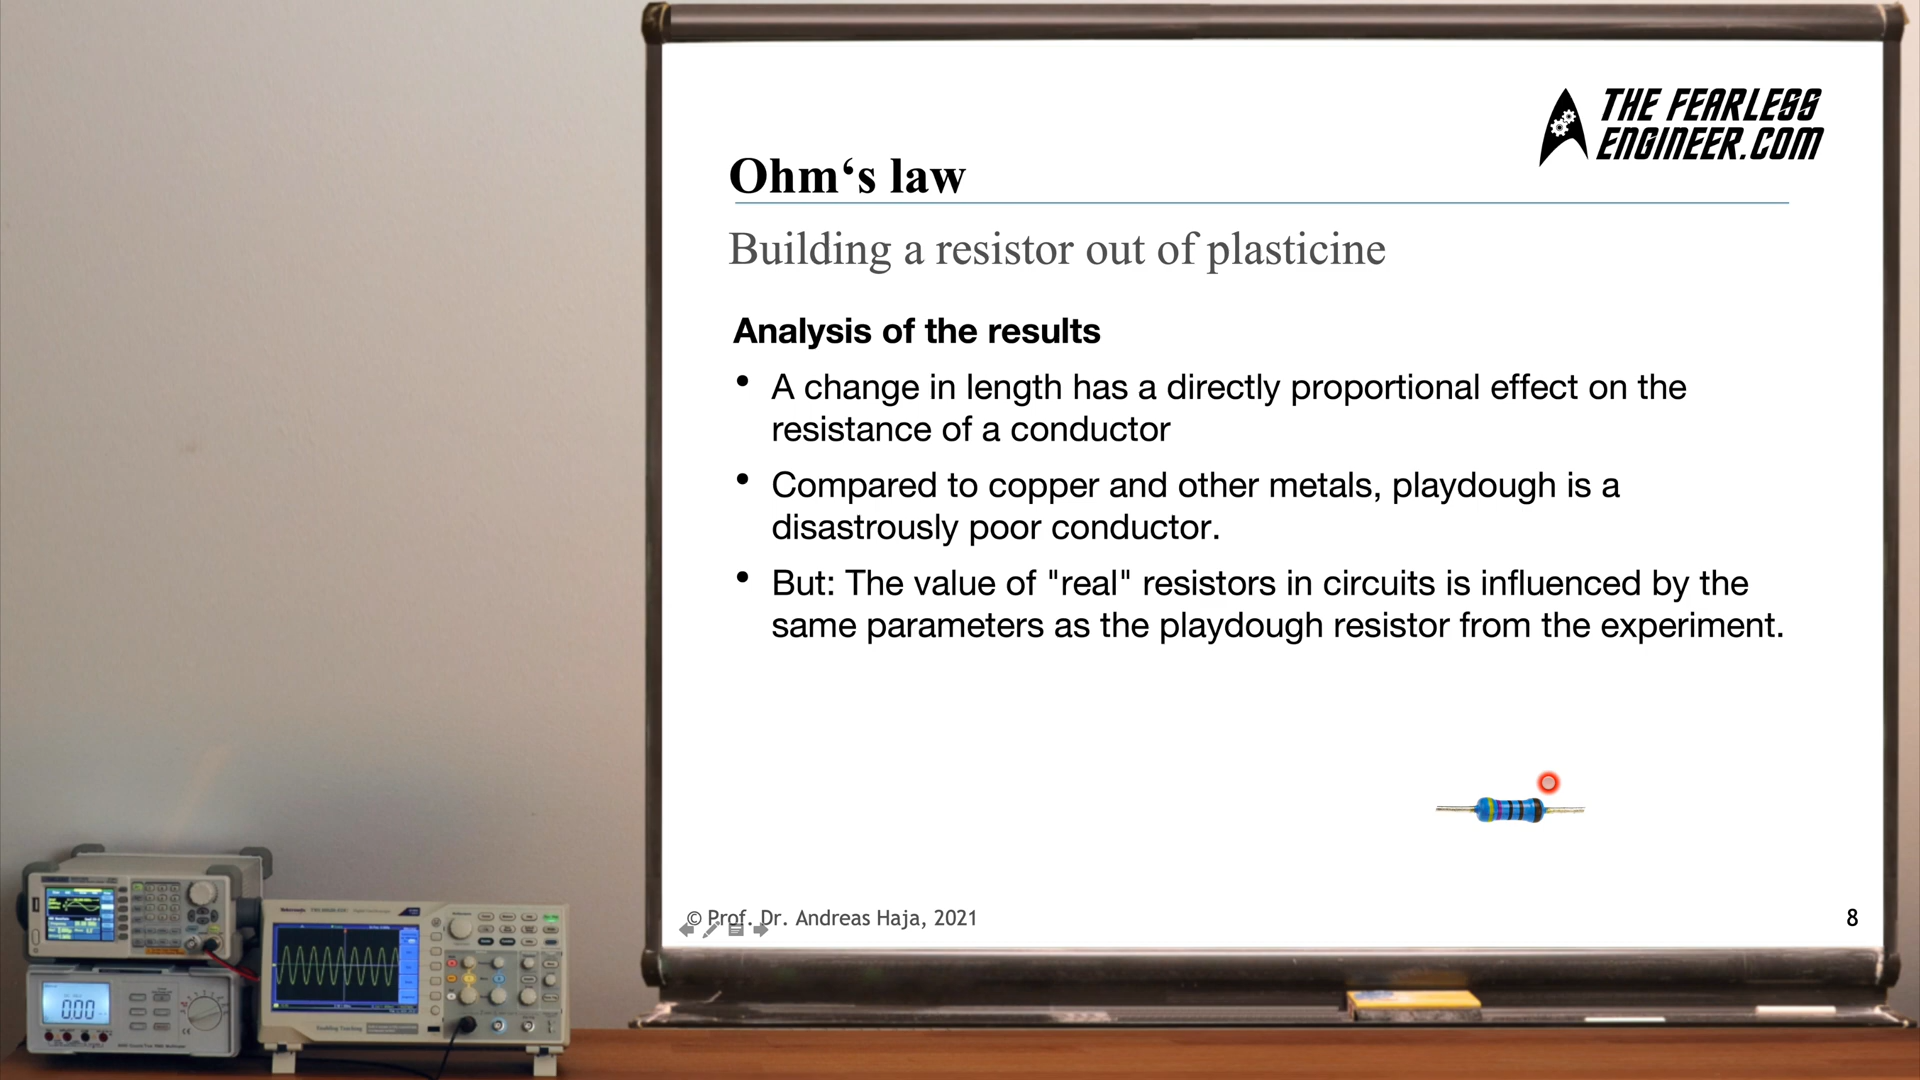 THE FEARLESS
ENGINEER.COM
Ohm‘s law
Building a resistor out of plasticine
Analysis of the results
• A change in length has a directly proportional effect on the
resistance of a conductor
• Compared to copper and other metals, playdough is a
disastrously poor conductor.
• But: The value of "real" resistors in circuits is influenced by the
same parameters as the playdough resistor from the experiment.
© Prof. Dr. Andreas Haja, 2021
8
Tektronix
0.00